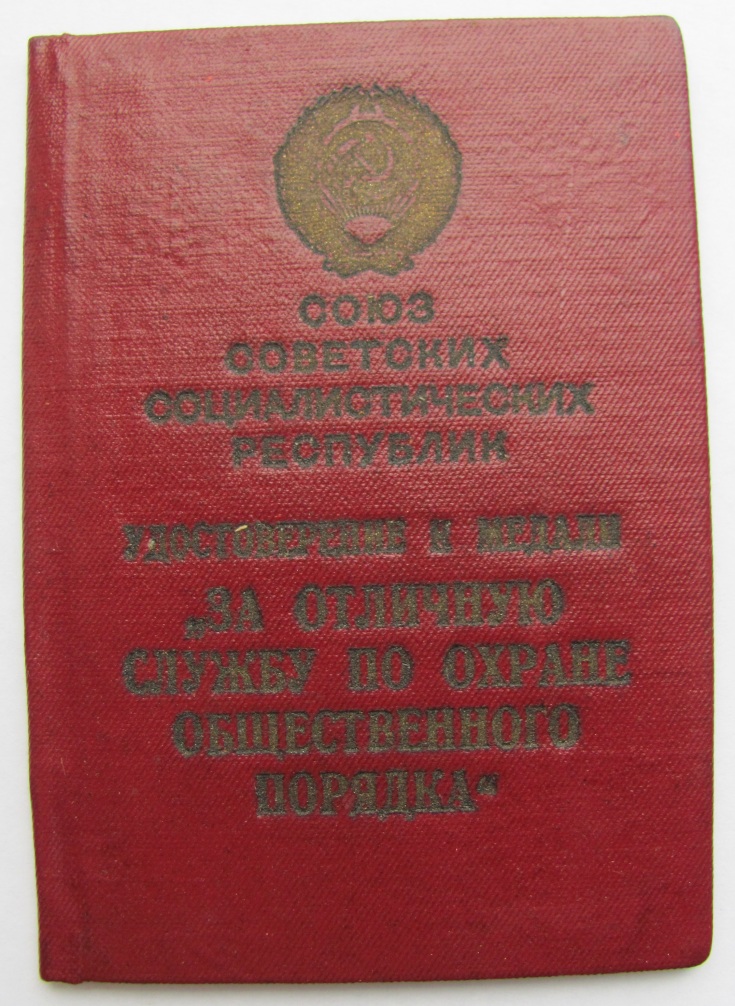 СОЮЗ
СОВЕТСКИХ
СОЦИАЛИСТИЧЕСКИХ
РЕСПУБЛИК
УДОСТОВЕРЕНИЕ К МЕДАЛИ
„ЗА ОТЛИЧНУЮ
СЛУЖБУ ПО ОХРАНЕ
ОБЩЕСТВЕННОГО
ПОРЯДКА“